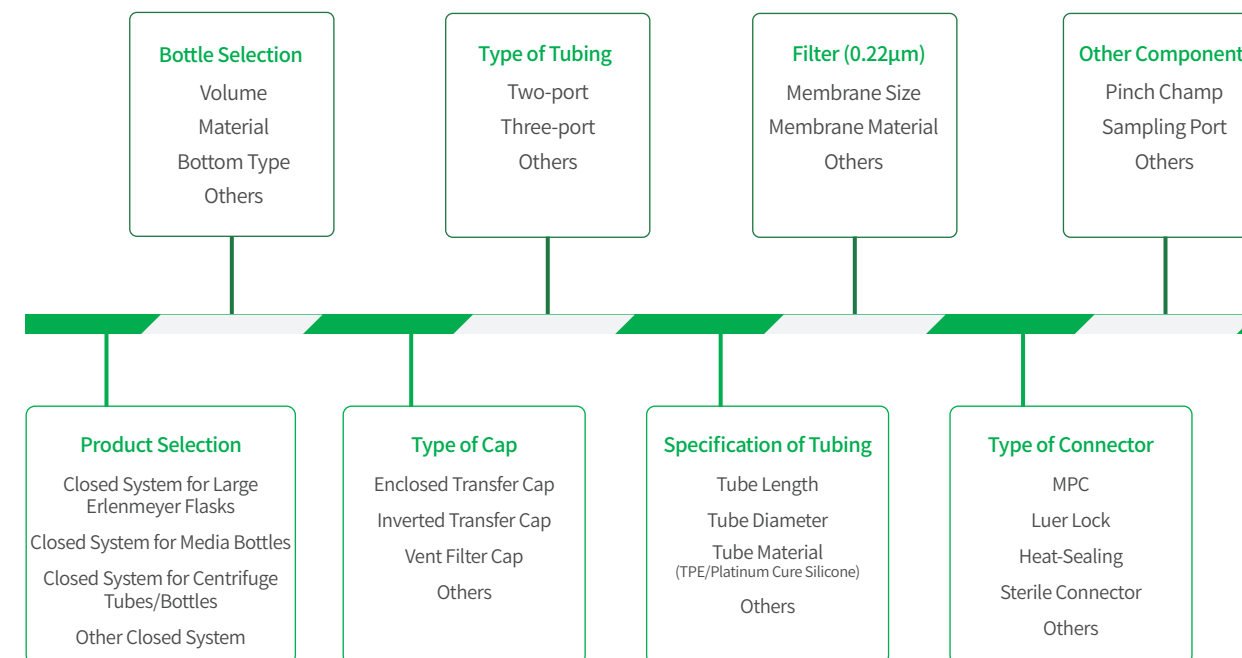 Bottle Selection
Volume
Material
Bottom Type
Others
Type of Tubing
Two-port
Three-port
Others
Filter (0.22μm)
Membrane Size
Membrane Material
Others
Other Component
Pinch Champ
Sampling Port
Others
Product Selection
Closed System for Large
Erlenmeyer Flasks
Closed System for Media Bottles
Closed System for Centrifuge
Tubes/Bottles
Other Closed System
Type of Cap
Enclosed Transfer Cap
Inverted Transfer Cap
Vent Filter Cap
Others
Specification of Tubing
Tube Length
Tube Diameter
Tube Material
(TPE/Platinum Cure Silicone)
Others
Type of Connector
MPC
Luer Lock
Heat-Sealing
Sterile Connector
Others